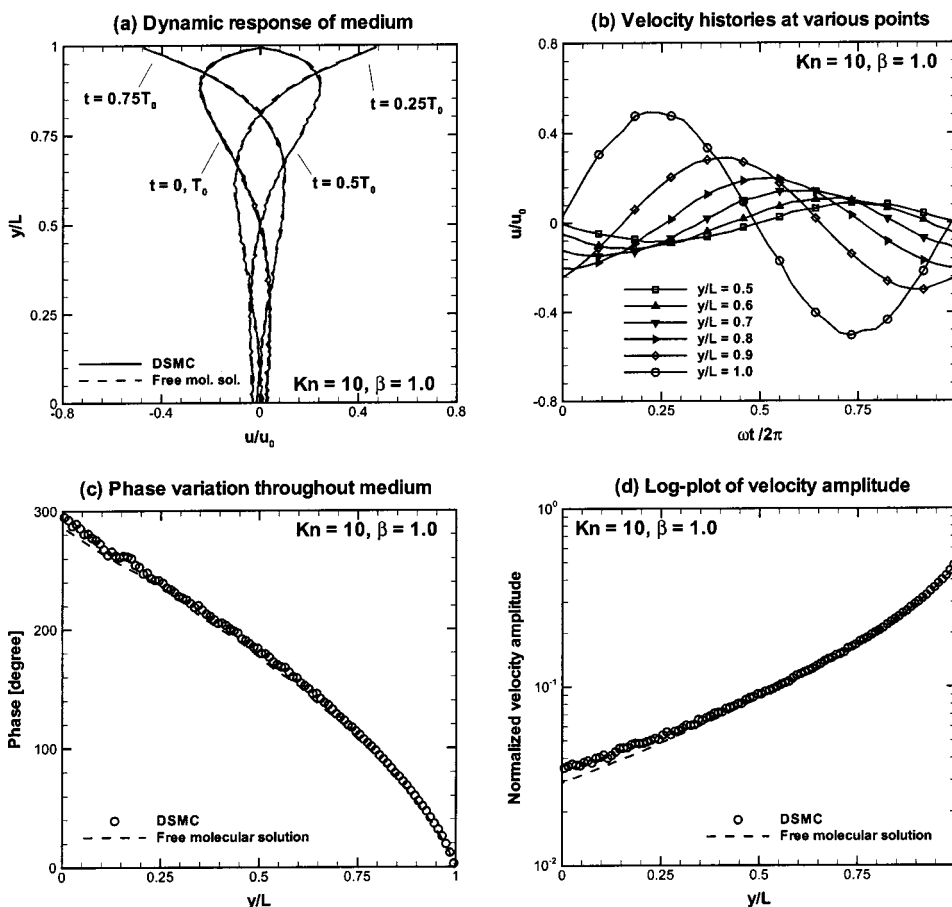 (a) Dynamic response of medium
1
0.75
0.5
0.25
0
y/L
t = 0.75T₀
t = 0.25T₀
t = 0, T₀
t = 0.5T₀
DSMC
Free mol. sol.
Kn = 10, β = 1.0
-0.8 -0.4 0 0.4 0.8
u/u₀
(b) Velocity histories at various points
0.8
0.4
0
-0.4
-0.8
u/u₀
Kn = 10, β = 1.0
y/L = 0.5
y/L = 0.6
y/L = 0.7
y/L = 0.8
y/L = 0.9
y/L = 1.0
0 0.25 0.5 0.75
ωt /2π
(c) Phase variation throughout medium
300
200
100
0
Phase [degree]
Kn = 10, β = 1.0
DSMC
Free molecular solution
0 0.25 0.5 0.75 1
y/L
(d) Log-plot of velocity amplitude
10⁰
10⁻¹
10⁻²
Normalized velocity amplitude
Kn = 10, β = 1.0
DSMC
Free molecular solution
0 0.25 0.5 0.75
y/L